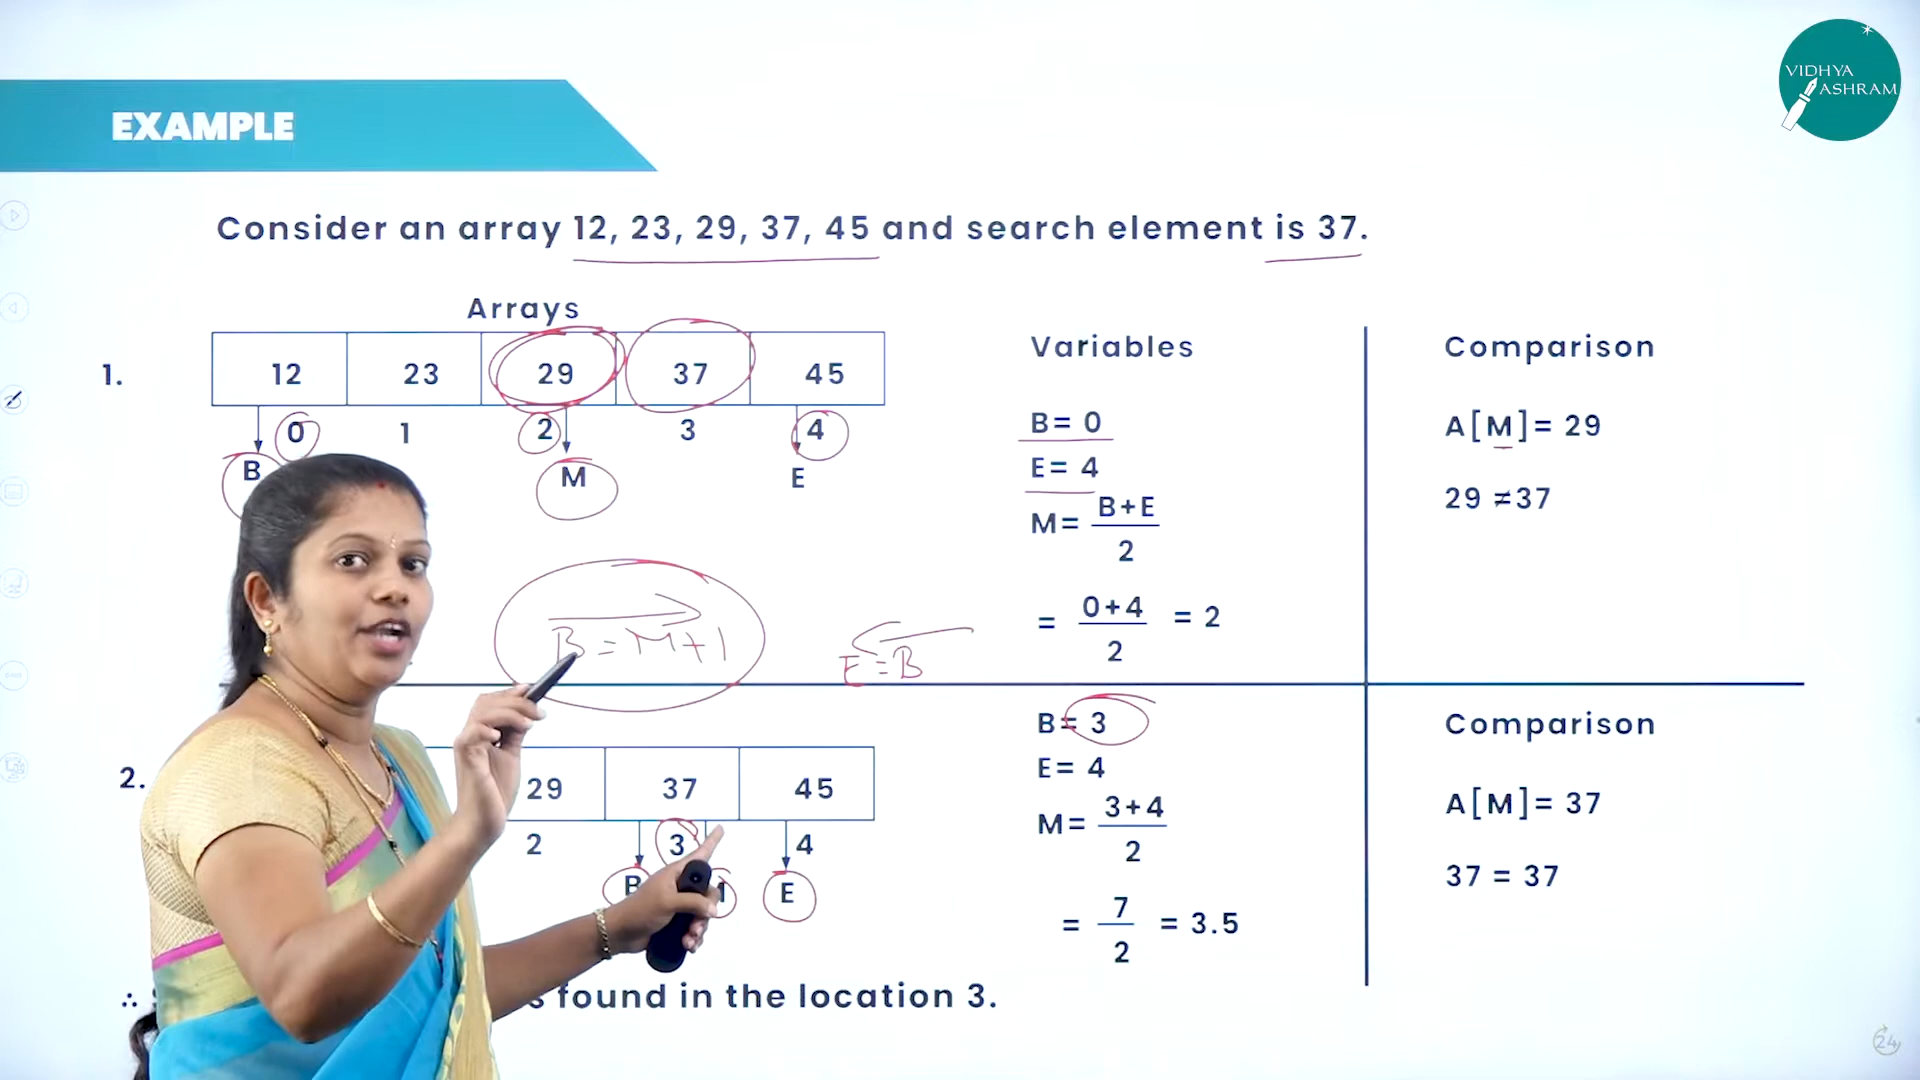 VIDHYA
ASHRAM
EXAMPLE
Consider an array 12, 23, 29, 37, 45 and search element is 37.
Arrays
1.
12 23 29 37 45
0 1 2 3 4
B M E
B = M + 1
E = B
Variables
B= 0
E= 4
M= B+E
2
= 0+4 = 2
2
Comparison
A[M]= 29
29 ≠37
2.
29 37 45
2 3 4
B E
B= 3
E= 4
M= 3+4
2
= 7 = 3.5
2
Comparison
A[M]= 37
37 = 37
∴ found in the location 3.
24